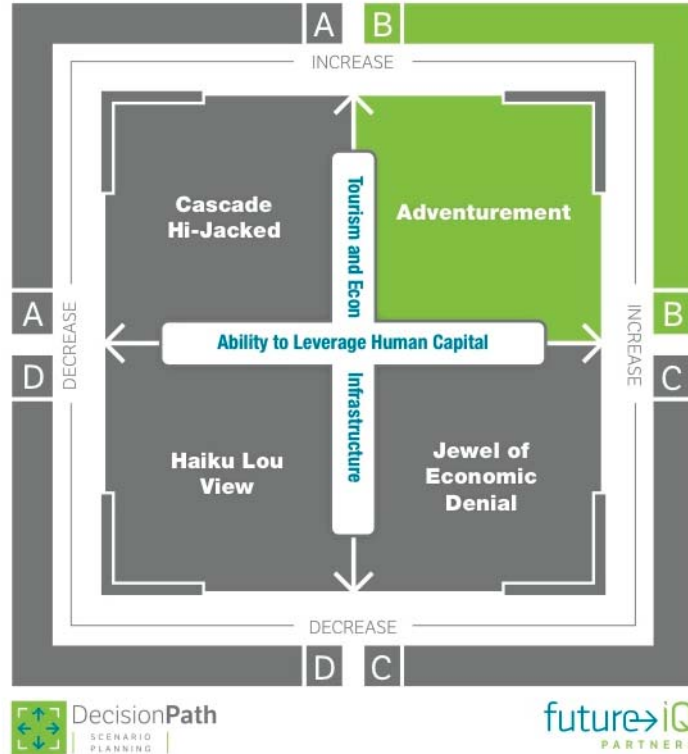 A
B
INCREASE
Cascade
Hi-Jacked
Adventurement
Tourism and Econ
A
DECREASE
INCREASE
B
Ability to Leverage Human Capital
D
C
Infrastructure
Haiku Lou
View
Jewel of
Economic
Denial
DECREASE
D
C
DecisionPath
SCENARIO
PLANNING
future iQ
PARTNER